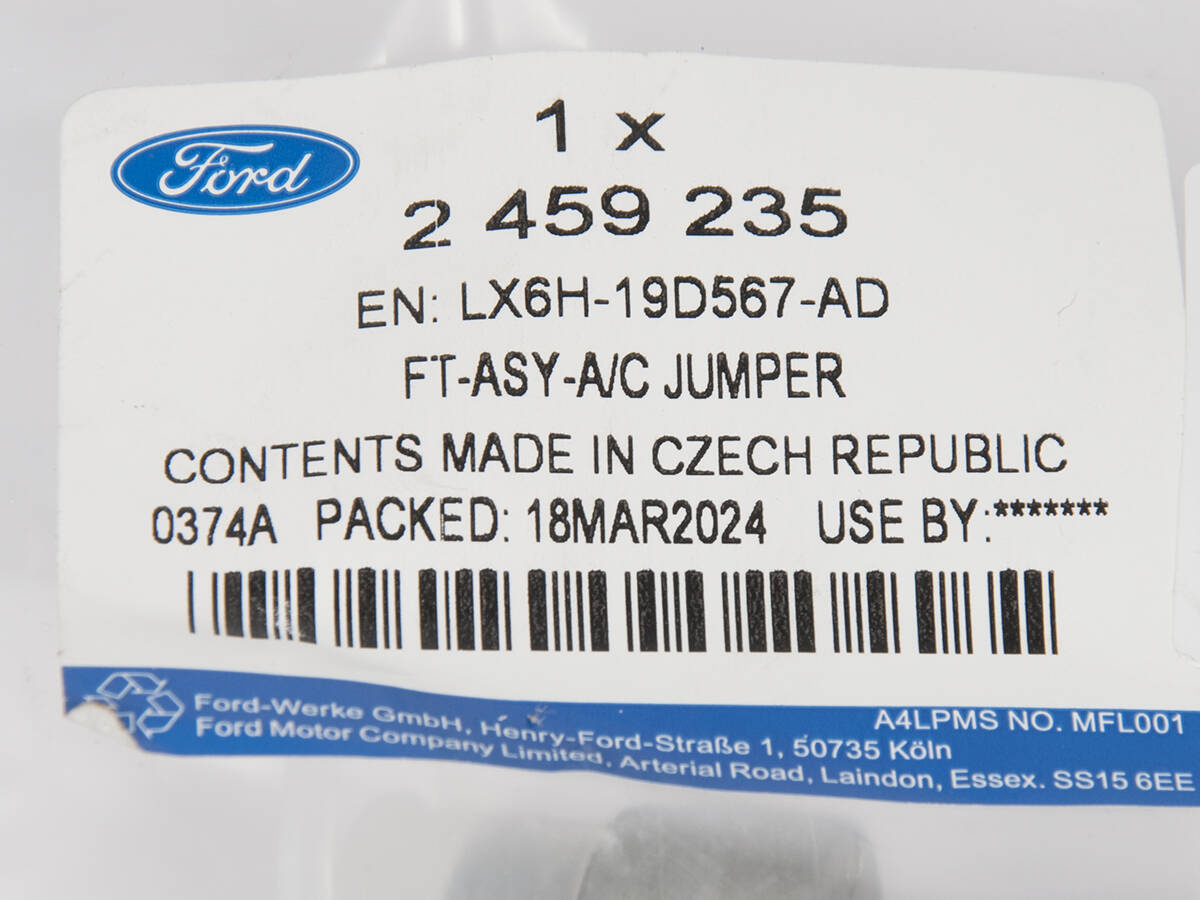 Ford
1 x
2 459 235
EN: LX6H-19D567-AD
FT-ASY-A/C JUMPER
CONTENTS MADE IN CZECH REPUBLIC
0374A PACKED: 18MAR2024 USE BY:*******
A4LPMS NO. MFL001
Ford-Werke GmbH, Henry-Ford-Straße 1, 50735 Köln
Ford Motor Company Limited, Arterial Road, Laindon, Essex. SS15 6EE